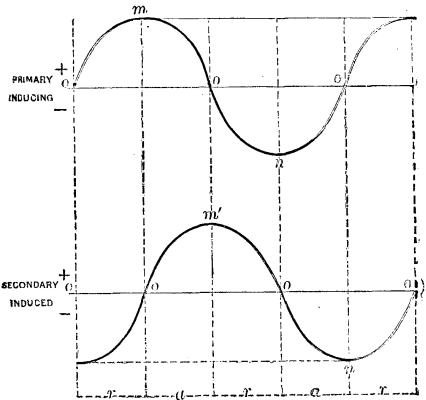 m
PRIMARY
INDUCING
+
−
o
o
o
n
m'
SECONDARY
INDUCED
+
−
o
o
o
o
n
r a r a r